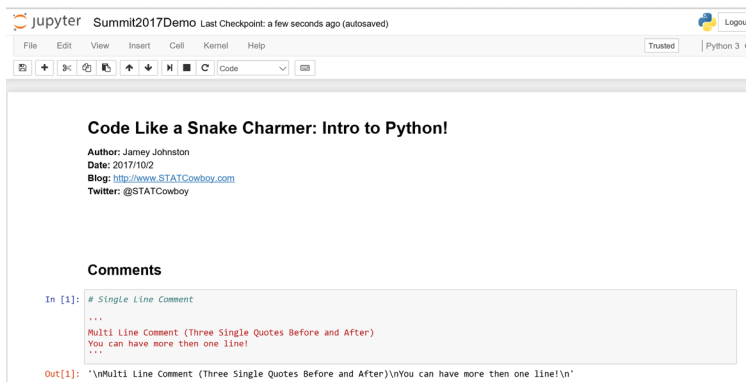 jupyter Summit2017Demo Last Checkpoint: a few seconds ago (autosaved)
File Edit View Insert Cell Kernel Help Trusted Python 3
Code
Code Like a Snake Charmer: Intro to Python!
Author: Jamey Johnston
Date: 2017/10/2
Blog: http://www.STATCowboy.com
Twitter: @STATCowboy
Comments
In [1]: # Single Line Comment
'''
Multi Line Comment (Three Single Quotes Before and After)
You can have more then one line!
'''
Out[1]: '\nMulti Line Comment (Three Single Quotes Before and After)\nYou can have more then one line!\n'